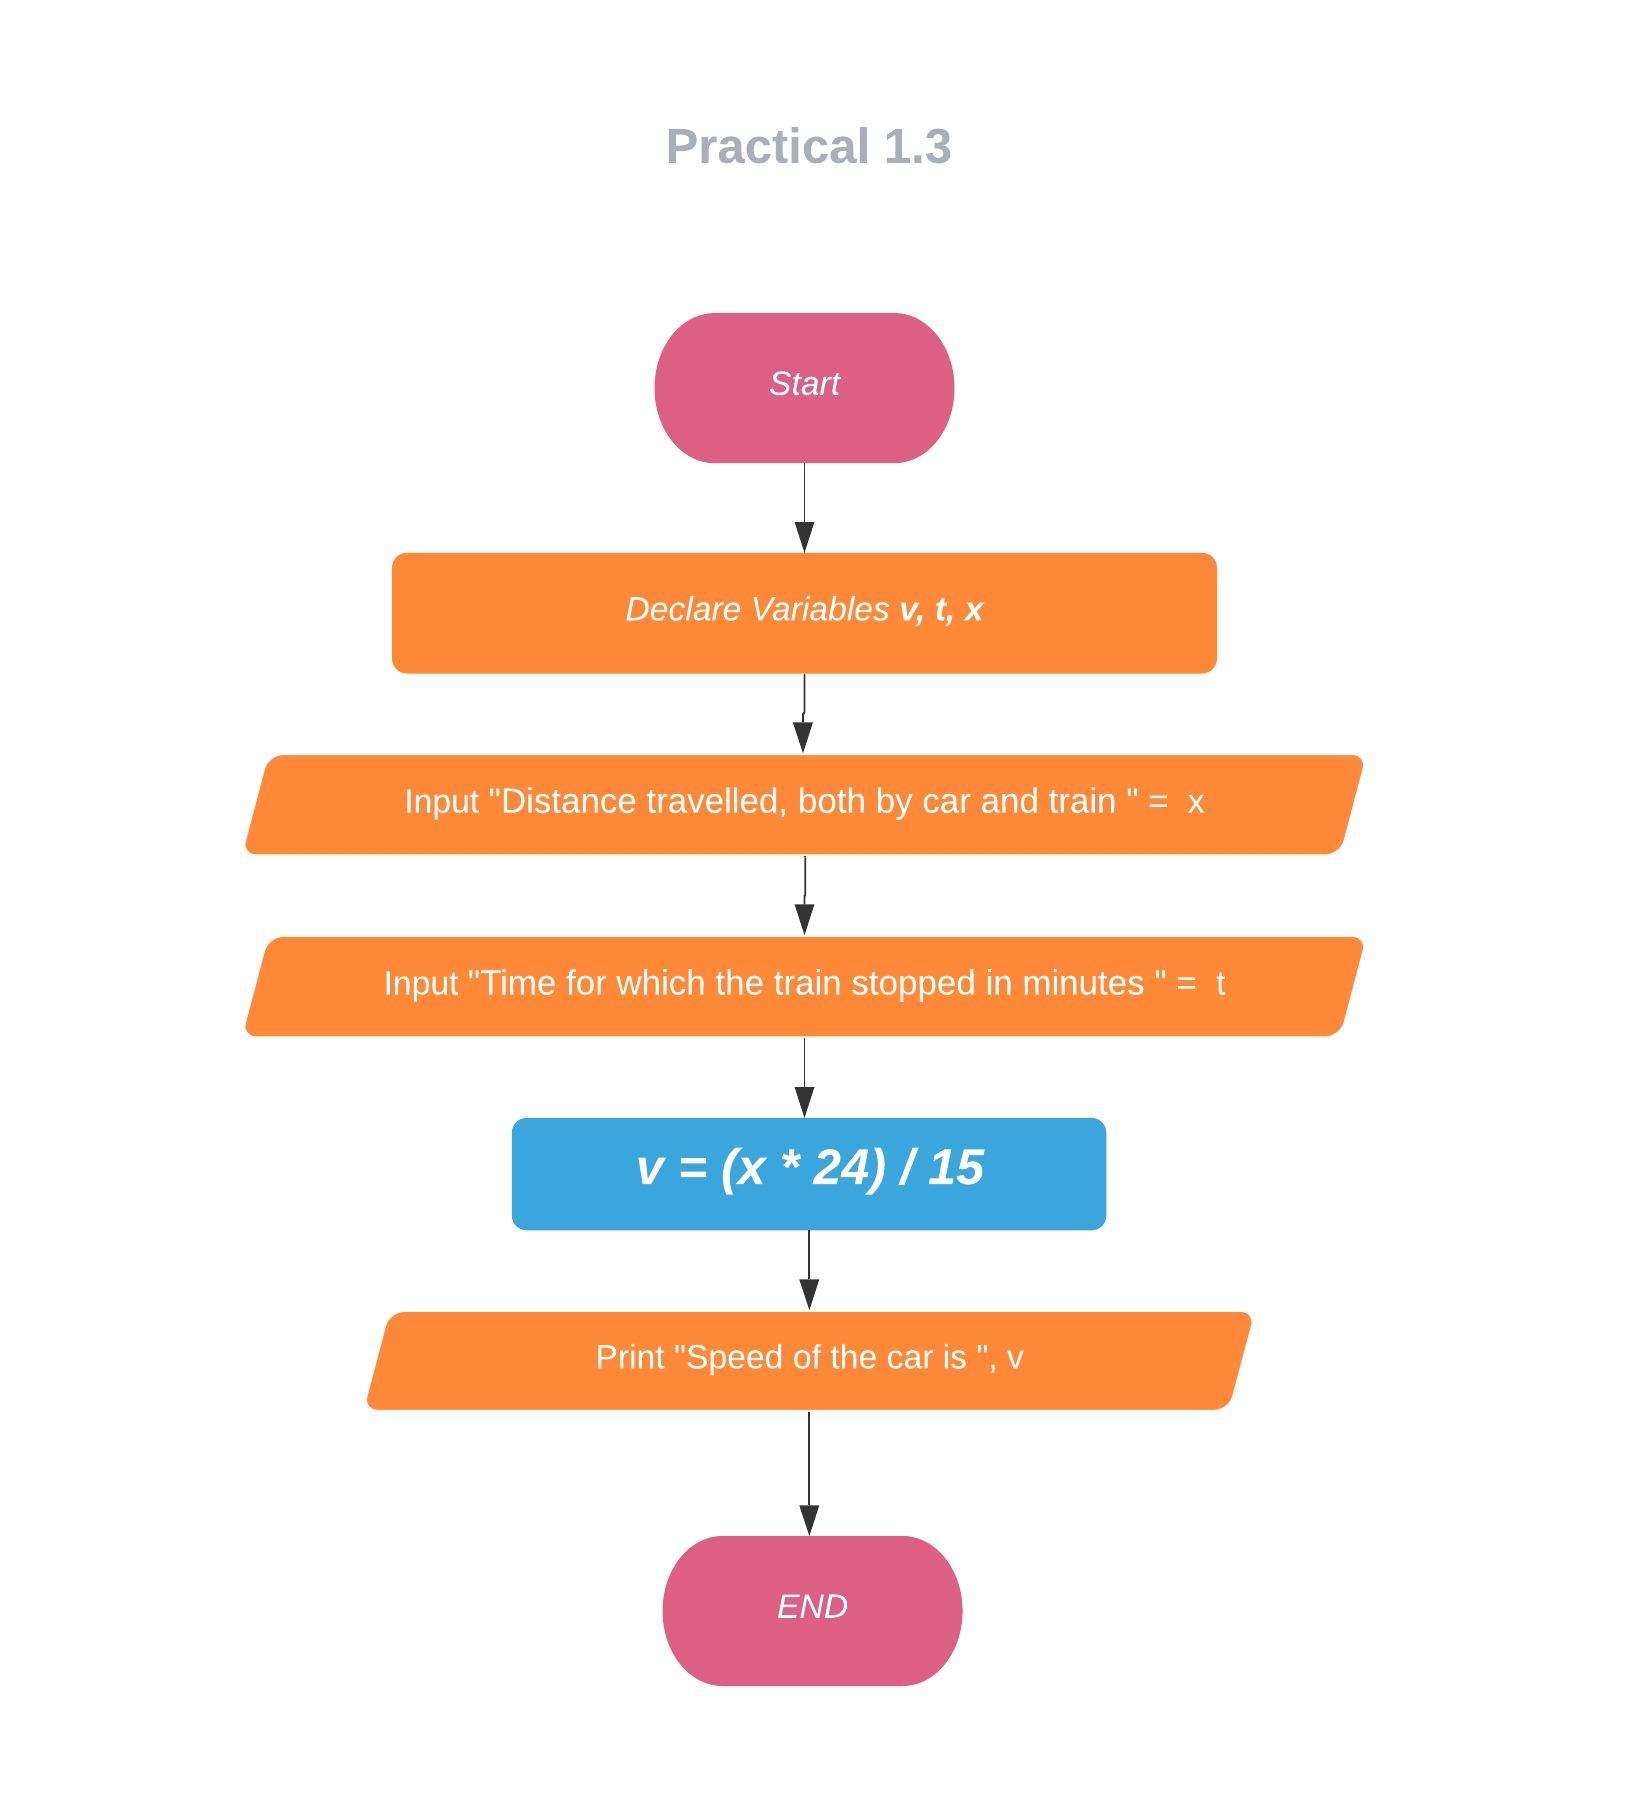 Practical 1.3
Start
Declare Variables v, t, x
Input "Distance travelled, both by car and train " =  x
Input "Time for which the train stopped in minutes " =  t
v = (x * 24) / 15
Print "Speed of the car is ", v
END